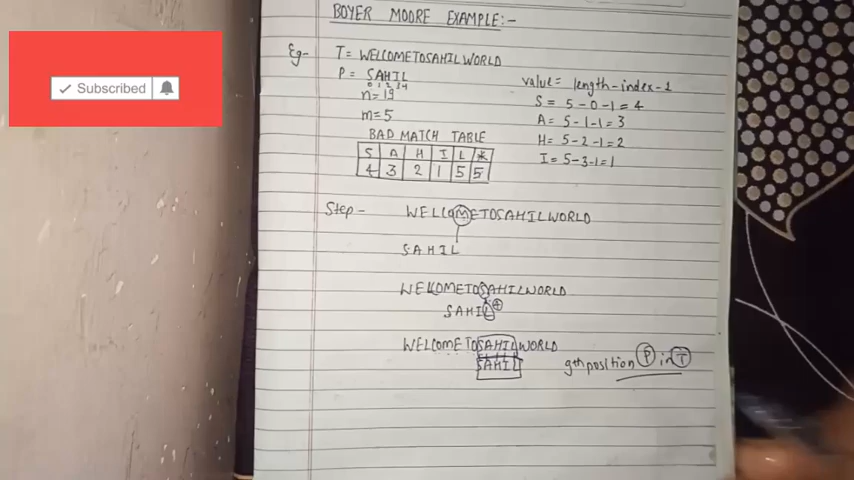 BOYER MOORE EXAMPLE:-
Subscribed
Eg- T= WELLCOMETOSAHILWORLD
P= SAHIL
0 1 2 3 4
n=19
m=5
value= length-index-1
S = 5-0-1=4
A = 5-1-1=3
H= 5-2-1=2
I= 5-3-1=1
BAD MATCH TABLE
S A H I L *
4 3 2 1 5 5
Step- WELLCOMETOSAHILWORLD
SAHIL
WELCOMETOSAHILWORLD
SAHIL 4
WELCOMETOSAHILWORLD
SAHIL
9th position P in T